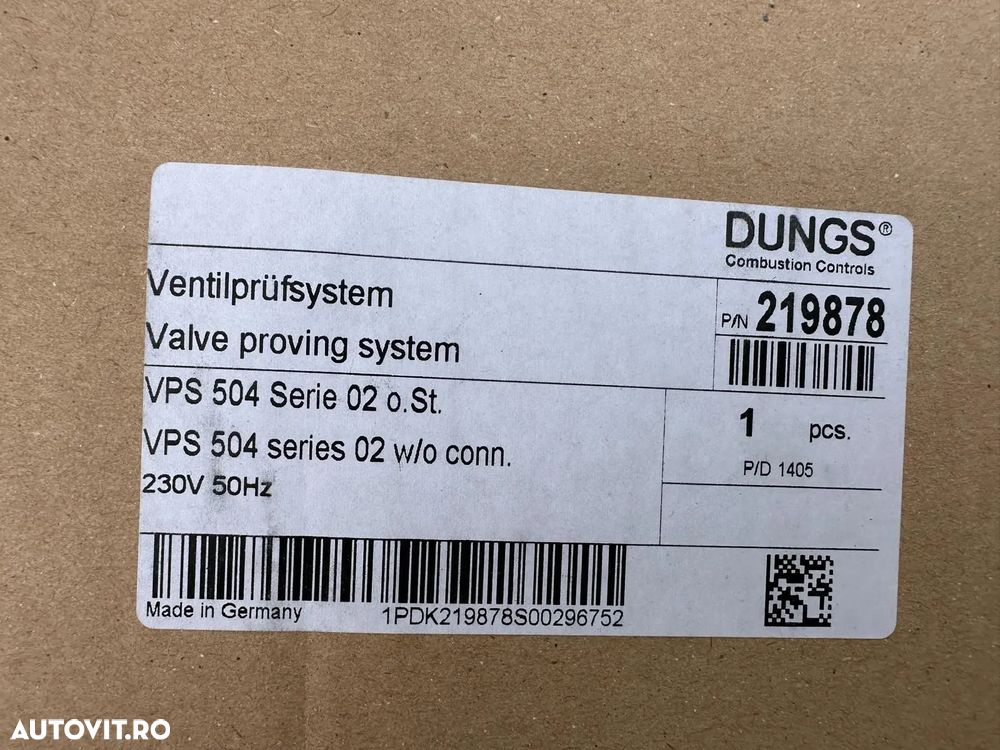 DUNGS®
Combustion Controls
Ventilprüfsystem
Valve proving system
P/N 219878
VPS 504 Serie 02 o.St.
VPS 504 series 02 w/o conn.
230V 50Hz
1 pcs.
P/D 1405
Made in Germany
1PDK219878S00296752
AUTOVIT.RO